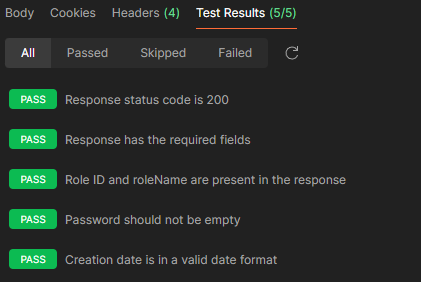 Body Cookies Headers (4) Test Results (5/5)
All Passed Skipped Failed
PASS Response status code is 200
PASS Response has the required fields
PASS Role ID and roleName are present in the response
PASS Password should not be empty
PASS Creation date is in a valid date format